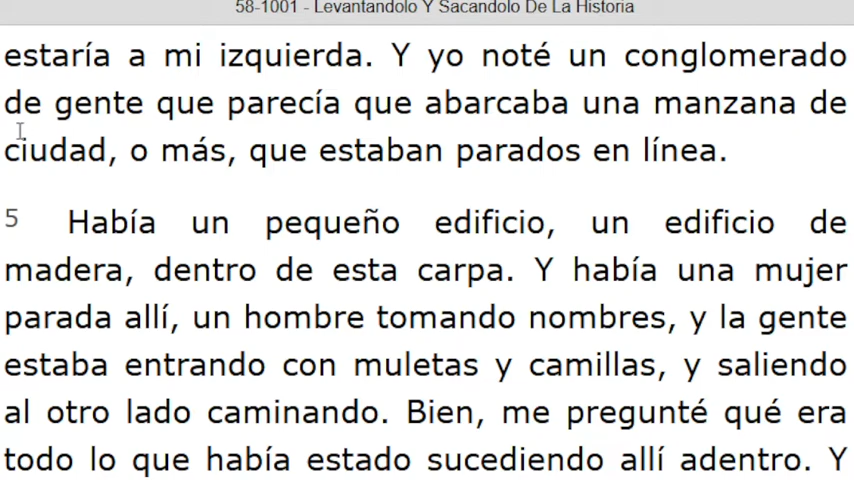 58-1001 - Levantandolo Y Sacandolo De La Historia
estaría a mi izquierda. Y yo noté un conglomerado
de gente que parecía que abarcaba una manzana de
ciudad, o más, que estaban parados en línea.
5 Había un pequeño edificio, un edificio de
madera, dentro de esta carpa. Y había una mujer
parada allí, un hombre tomando nombres, y la gente
estaba entrando con muletas y camillas, y saliendo
al otro lado caminando. Bien, me pregunté qué era
todo lo que había estado sucediendo allí adentro. Y